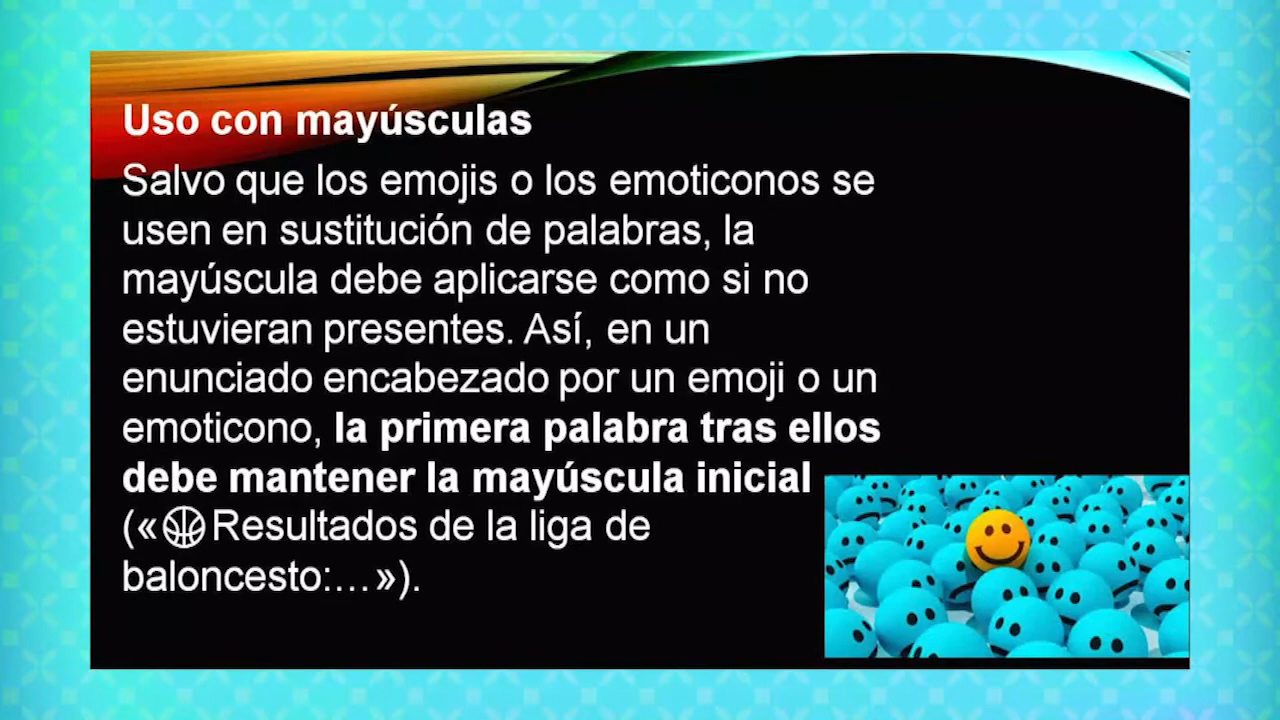 Uso con mayúsculas
Salvo que los emojis o los emoticonos se
usen en sustitución de palabras, la
mayúscula debe aplicarse como si no
estuvieran presentes. Así, en un
enunciado encabezado por un emoji o un
emoticono, la primera palabra tras ellos
debe mantener la mayúscula inicial
(«🏀Resultados de la liga de
baloncesto:…»).